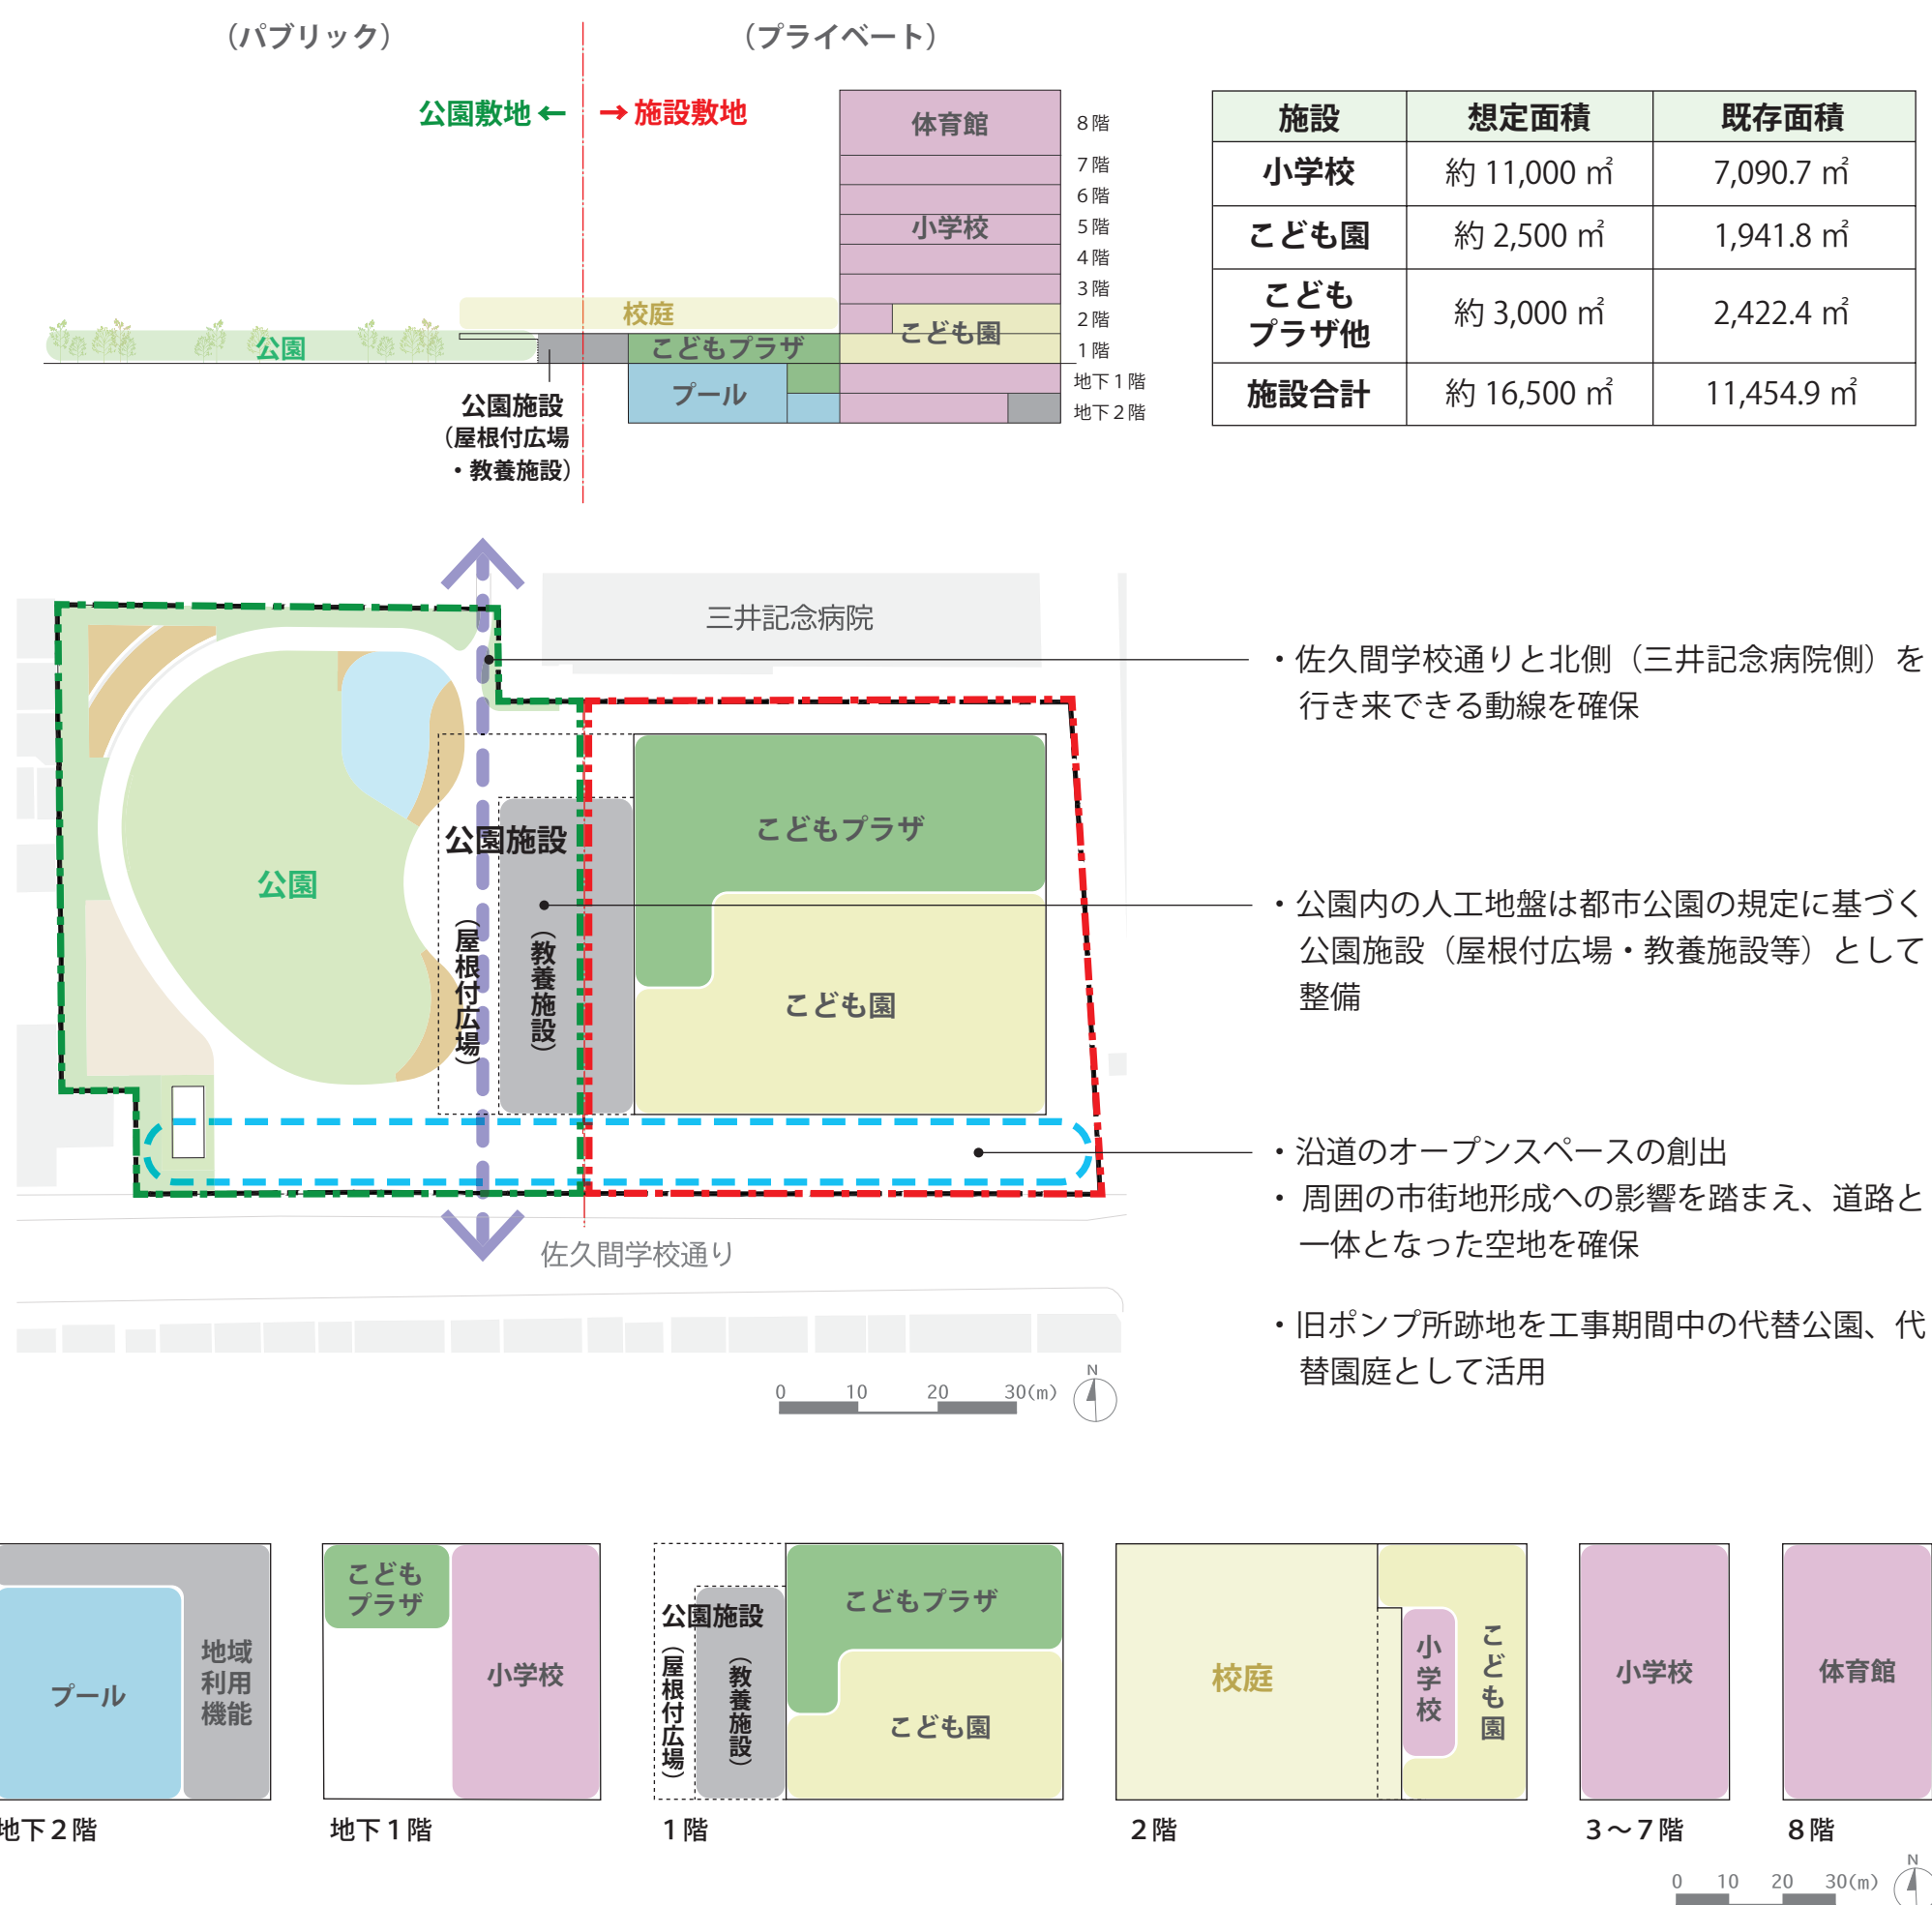 （パブリック）
（プライベート）
公園敷地 ←
→ 施設敷地
体育館
小学校
校庭
こども園
こどもプラザ
公園
プール
公園施設
（屋根付広場
・教養施設）
8階
7階
6階
5階
4階
3階
2階
1階
地下1階
地下2階
施設 想定面積 既存面積
小学校 約 11,000 ㎡ 7,090.7 ㎡
こども園 約 2,500 ㎡ 1,941.8 ㎡
こども
プラザ他 約 3,000 ㎡ 2,422.4 ㎡
施設合計 約 16,500 ㎡ 11,454.9 ㎡
三井記念病院
公園
公園施設
（屋根付広場）
（教養施設）
こどもプラザ
こども園
佐久間学校通り
・佐久間学校通りと北側（三井記念病院側）を
行き来できる動線を確保
・公園内の人工地盤は都市公園の規定に基づく
公園施設（屋根付広場・教養施設等）として
整備
・沿道のオープンスペースの創出
・ 周囲の市街地形成への影響を踏まえ、道路と
一体となった空地を確保
・旧ポンプ所跡地を工事期間中の代替公園、代
替園庭として活用
0 10 20 30(m)
N
プール
地域
利用
機能
地下2階
こども
プラザ
小学校
地下1階
公園施設
（屋根付広場）
（教養施設）
こどもプラザ
こども園
1階
校庭
小学校
こども園
2階
小学校
3～7階
体育館
8階
0 10 20 30(m)
N